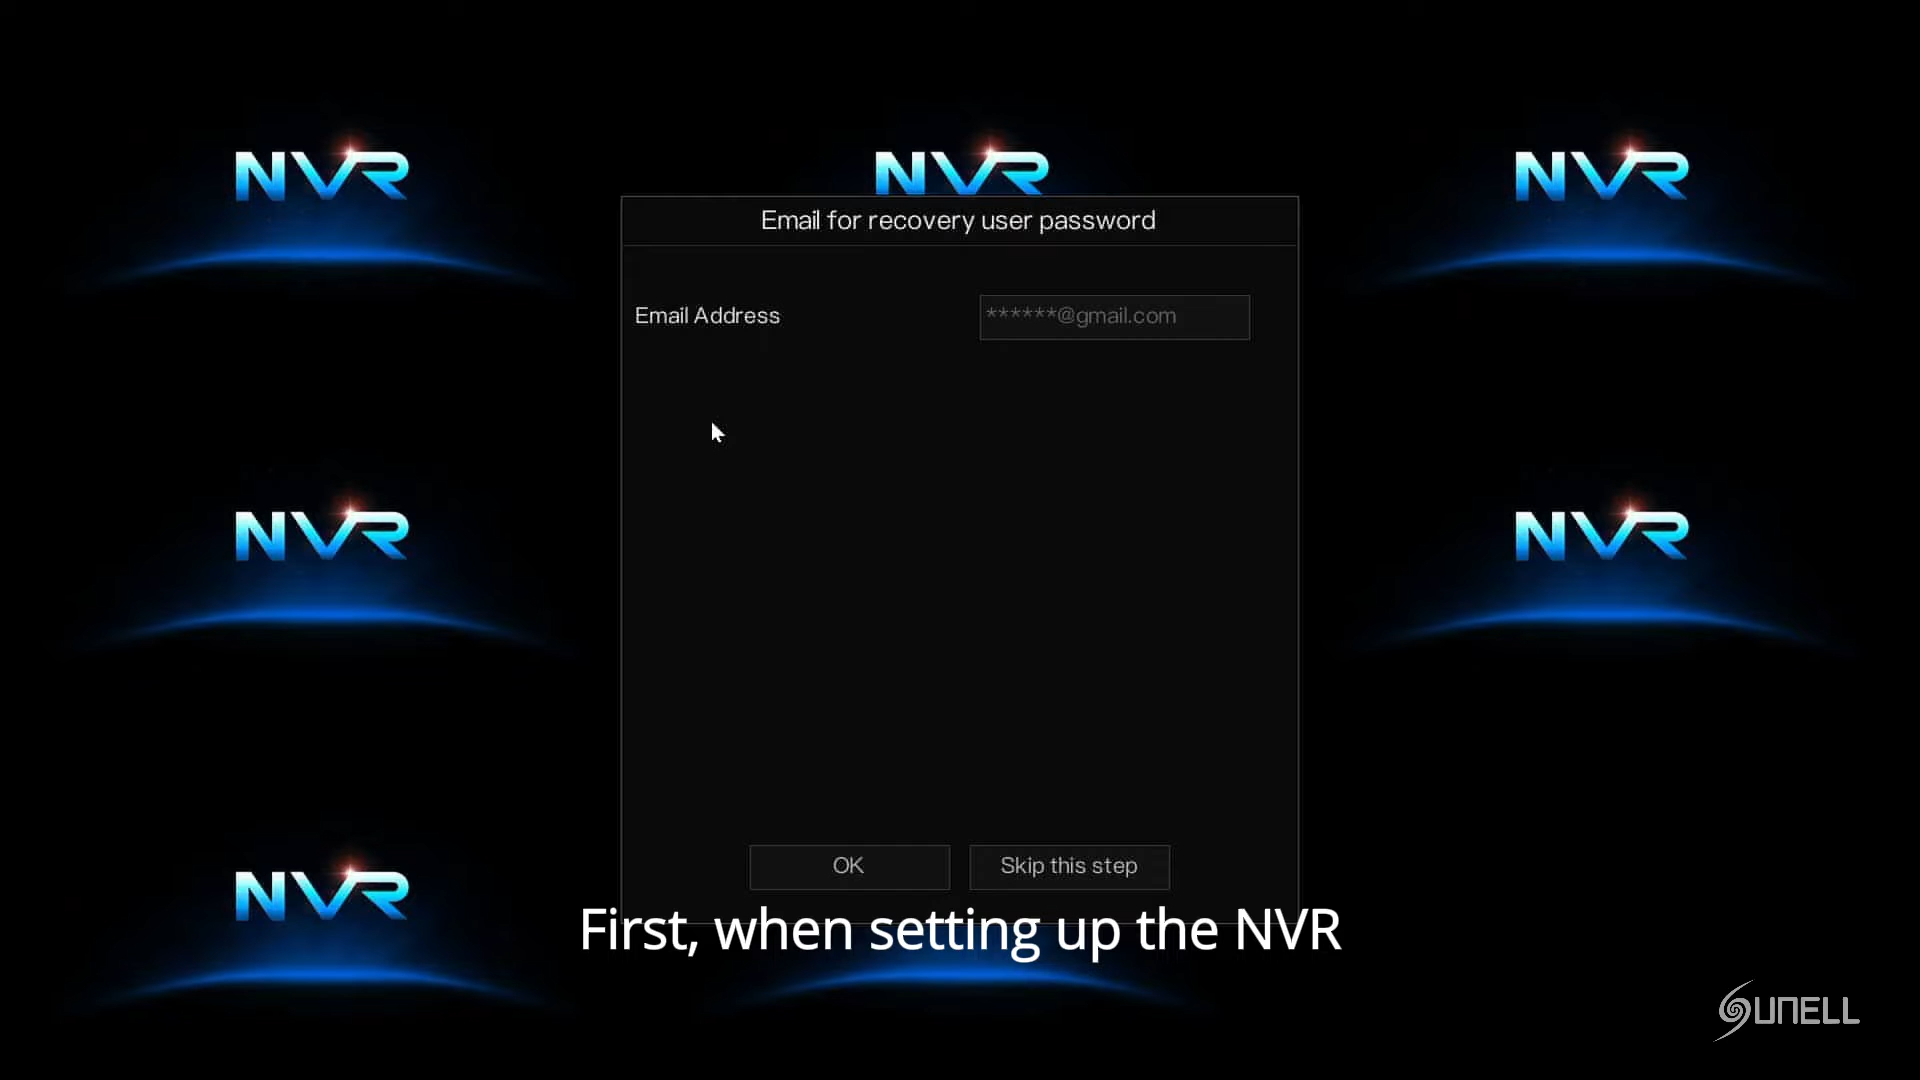 NVR
NVR
NVR
Email for recovery user password
Email Address
******@gmail.com
NVR
NVR
OK
Skip this step
NVR
First, when setting up the NVR
SUNELL